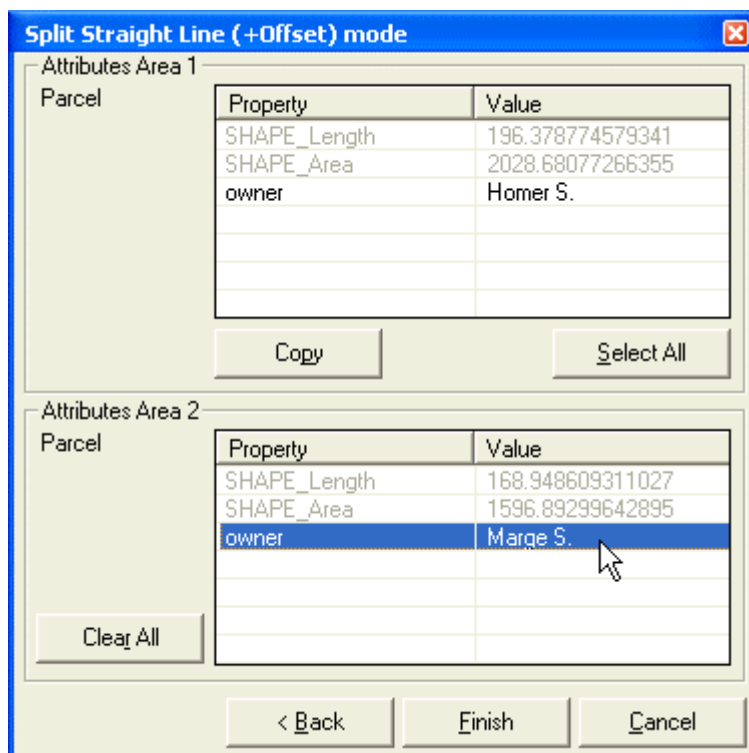 Split Straight Line (+Offset) mode
Attributes Area 1
Parcel
Property Value
SHAPE_Length 196.378774579341
SHAPE_Area 2028.68077266355
owner Homer S.
Copy Select All
Attributes Area 2
Parcel
Property Value
SHAPE_Length 168.948609311027
SHAPE_Area 1596.89299642895
owner Marge S.
Clear All
< Back Finish Cancel